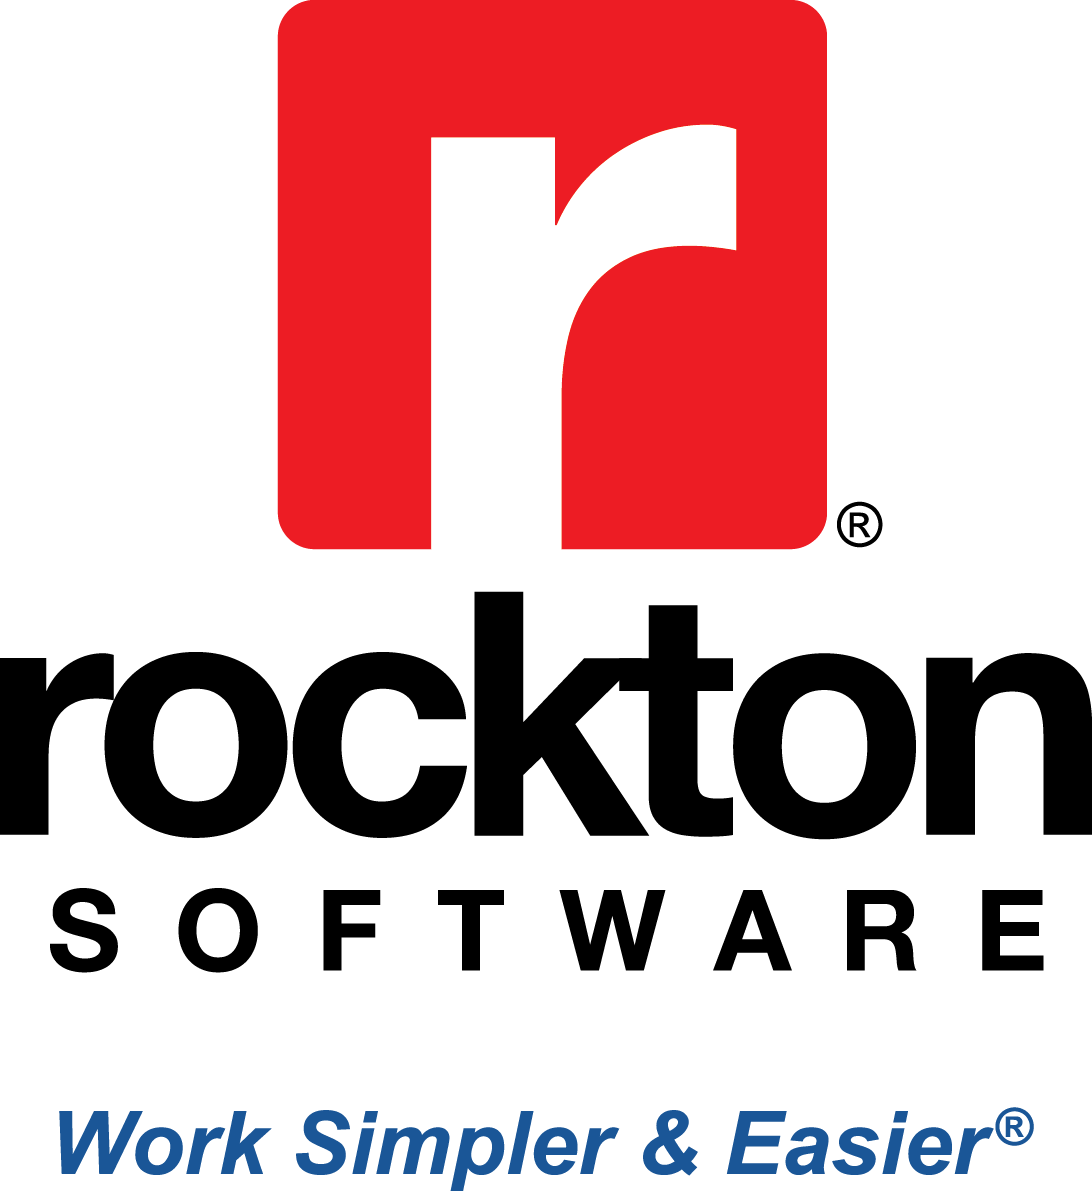 r®
rockton
SOFTWARE
Work Simpler & Easier®